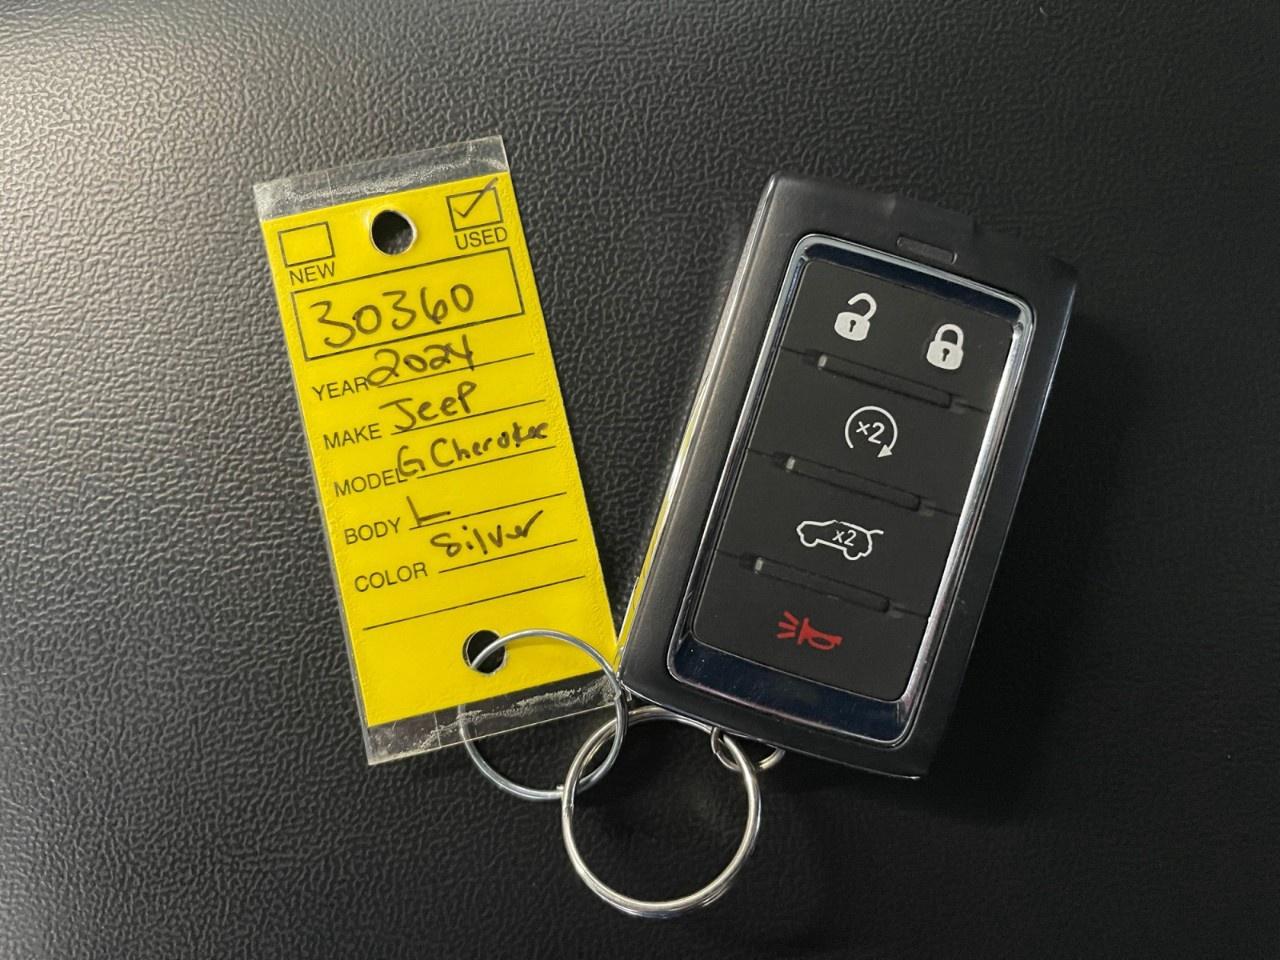 NEW USED
30360
YEAR 2024
MAKE Jeep
MODEL G Cherokee
BODY L
COLOR Silver
x2
x2